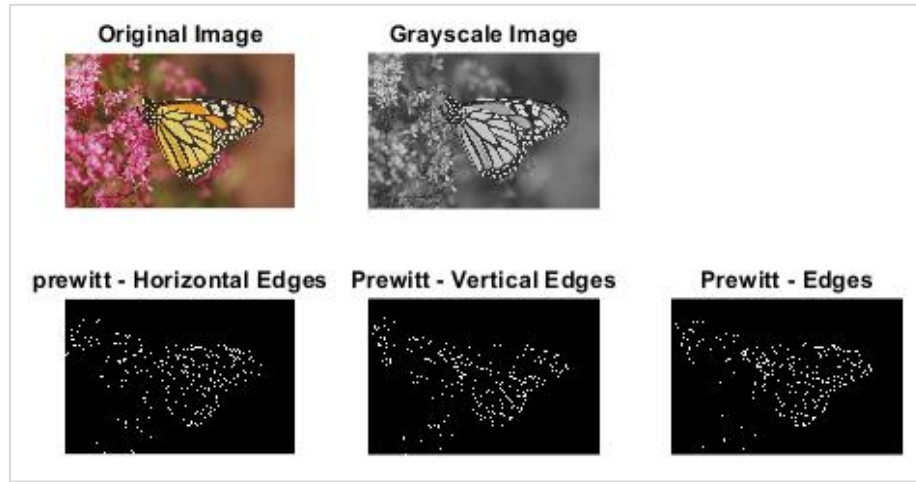 Original Image
Grayscale Image
prewitt - Horizontal Edges
Prewitt - Vertical Edges
Prewitt - Edges